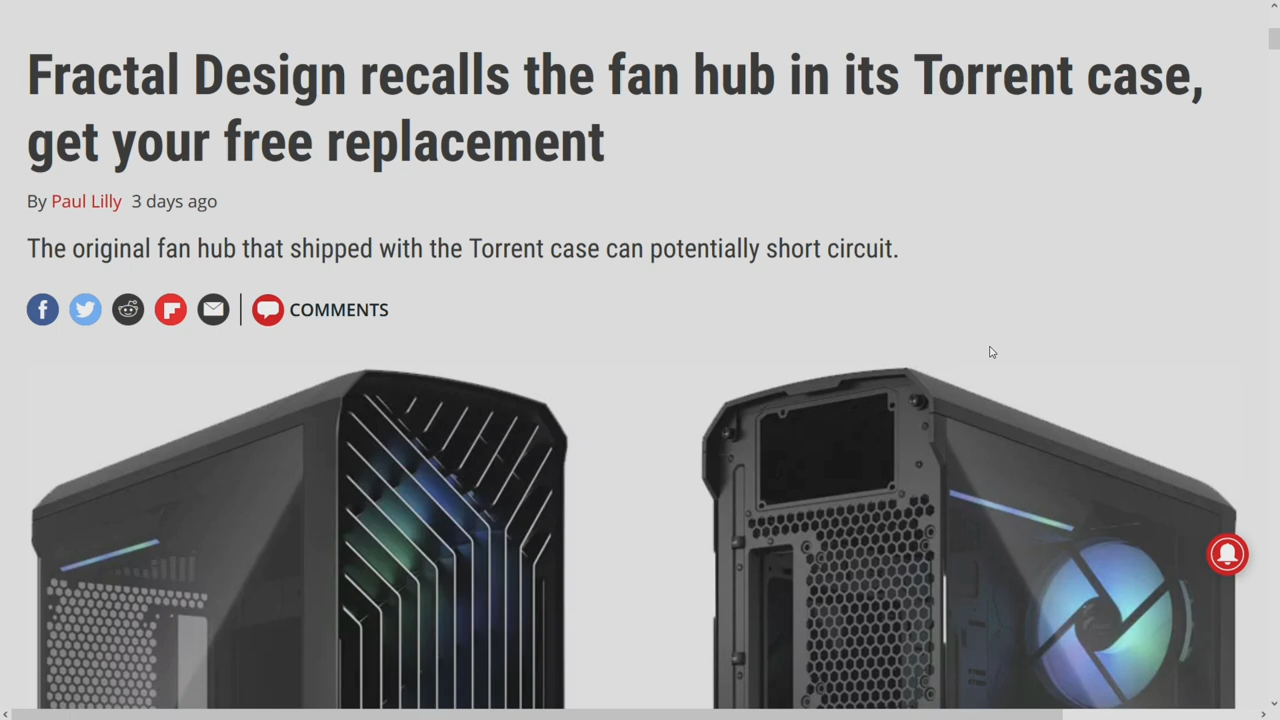 Fractal Design recalls the fan hub in its Torrent case,
get your free replacement
By Paul Lilly 3 days ago
The original fan hub that shipped with the Torrent case can potentially short circuit.
COMMENTS